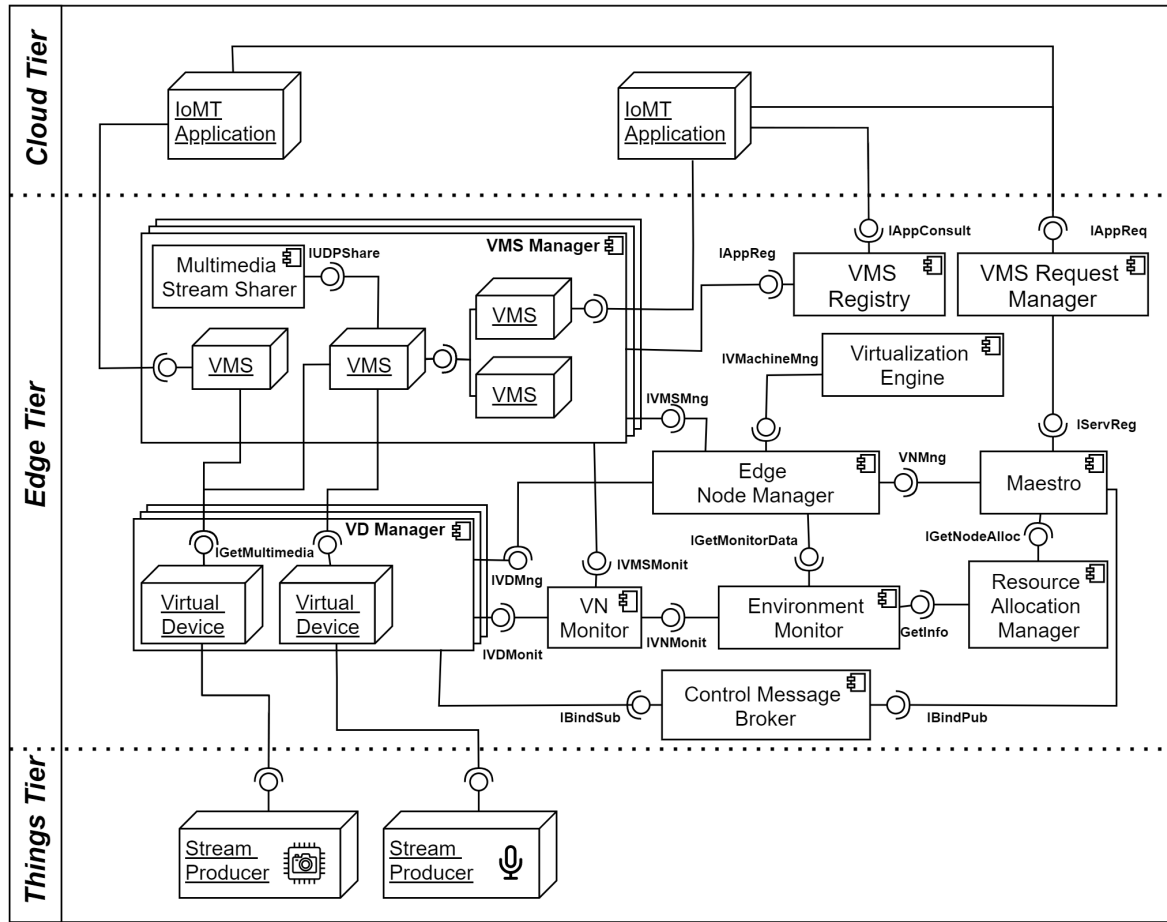 Cloud Tier
IoMT
Application
IoMT
Application
Edge Tier
VMS Manager
Multimedia
Stream Sharer
IUDPShare
VMS
VMS
VMS
VMS
IAppReg
IAppConsult
IAppReq
VMS
Registry
VMS Request
Manager
IVMachineMng
Virtualization
Engine
IVMSMng
IServReg
Edge
Node Manager
VNMng
Maestro
VD Manager
IGetMultimedia
IVDMng
IVMSMonit
IGetMonitorData
IGetNodeAlloc
Virtual
Device
Virtual
Device
IVDMonit
VN
Monitor
IVNMonit
Environment
Monitor
GetInfo
Resource
Allocation
Manager
IBindSub
Control Message
Broker
IBindPub
Things Tier
Stream
Producer
Stream
Producer